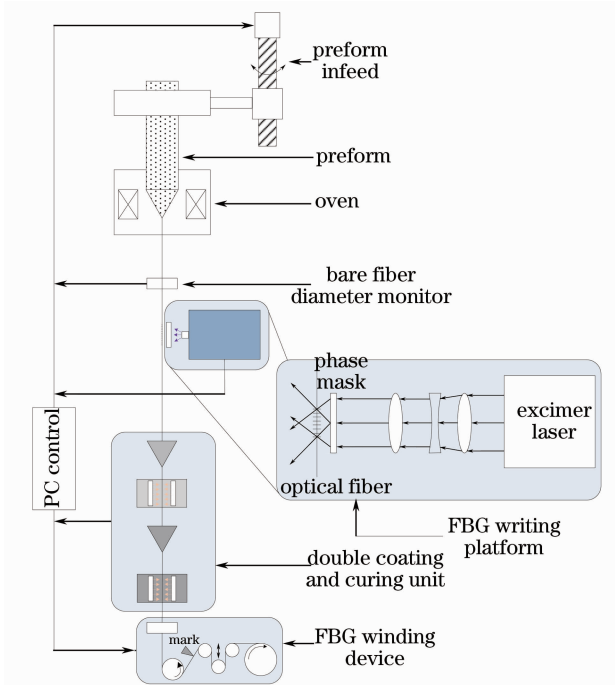 preform
infeed
preform
oven
bare fiber
diameter monitor
phase
mask
excimer
laser
optical fiber
PC control
FBG writing
platform
double coating
and curing unit
mark
FBG winding
device